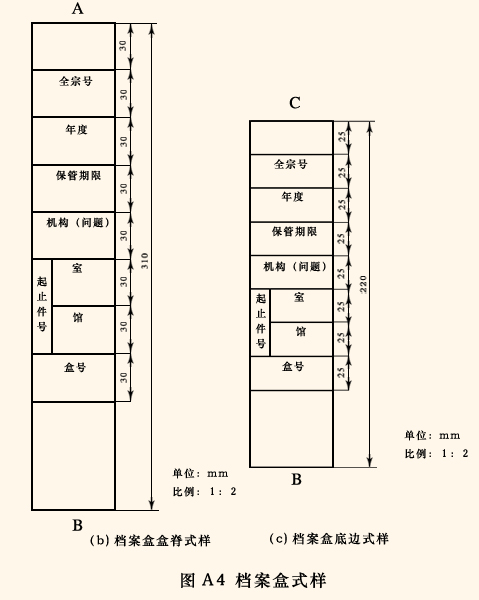 A
30
全宗号
30
年度
30
保管期限
30
机构（问题）
30
起止件号
室
30
馆
30
盒号
30
310
单位：mm
比例：1：2
B
(b) 档案盒盒脊式样
C
25
全宗号
25
年度
25
保管期限
25
机构（问题）
25
起止件号
室
25
馆
25
盒号
25
220
单位：mm
比例：1：2
B
(c) 档案盒底边式样
图 A4 档案盒式样